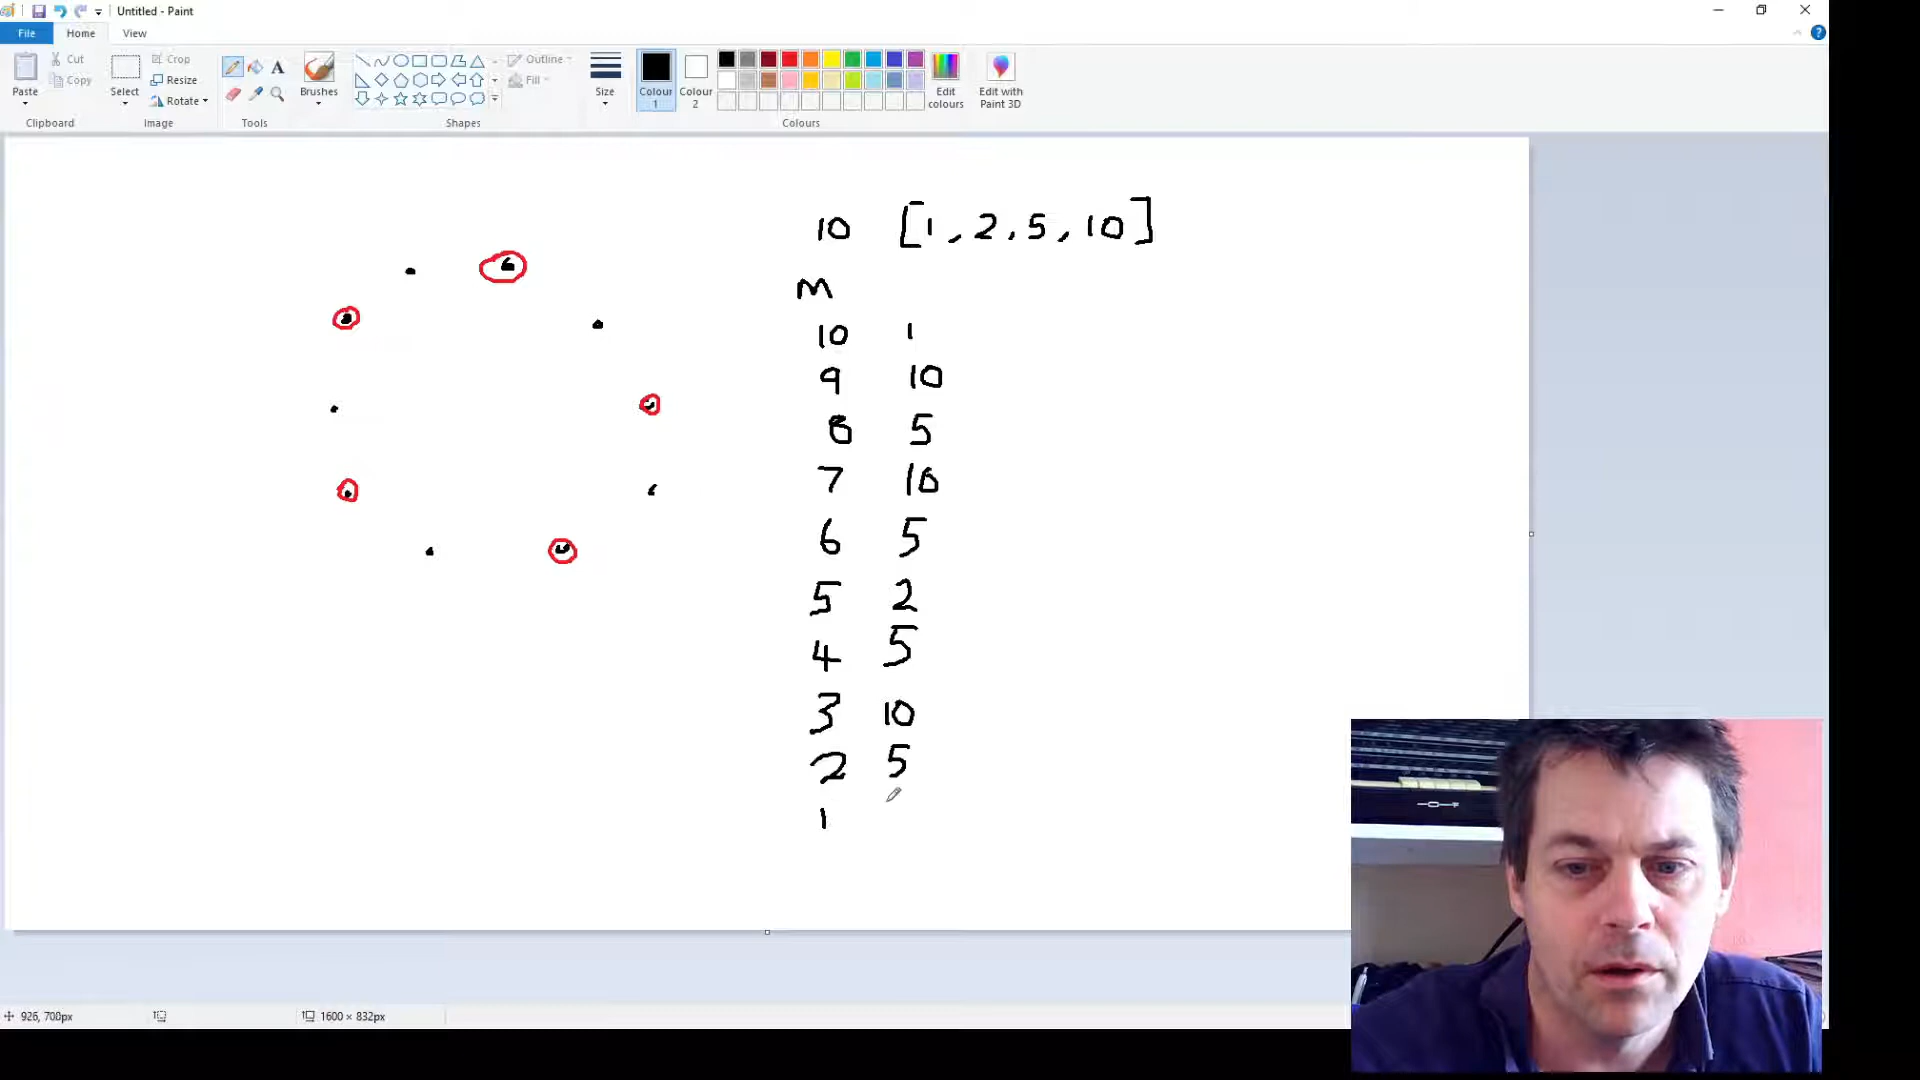 Untitled - Paint
File
Home
View
Paste
Cut
Copy
Clipboard
Select
Crop
Resize
Rotate
Image
Tools
Brushes
Outline
Fill
Shapes
Size
Colour 1
Colour 2
Edit colours
Edit with Paint 3D
Colours
10 [1, 2, 5, 10]
M
10 1
9 10
8 5
7 10
6 5
5 2
4 5
3 10
2 5
1
926, 700px
1600 × 832px